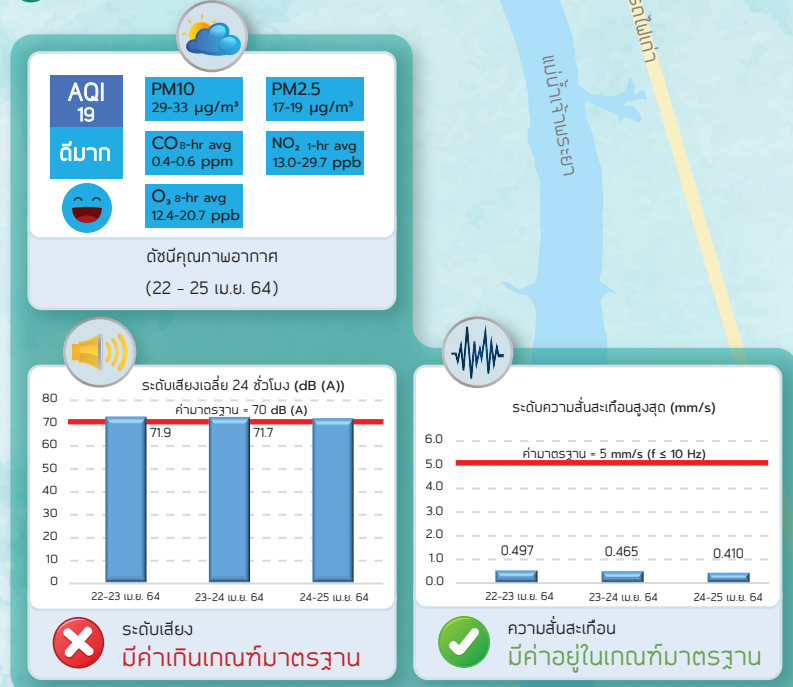 รถไฟเก่า
แม่น้ำเจ้าพระยา
AQI
19
ดีมาก
PM10
29-33 µg/m³
PM2.5
17-19 µg/m³
CO 8-hr avg
0.4-0.6 ppm
NO₂ 1-hr avg
13.0-29.7 ppb
O₃ 8-hr avg
12.4-20.7 ppb
ดัชนีคุณภาพอากาศ
(22 - 25 เม.ย. 64)
ระดับเสียงเฉลี่ย 24 ชั่วโมง (dB (A))
ค่ามาตรฐาน = 70 dB (A)
80
70
60
50
40
30
20
10
0
71.9
71.7
22-23 เม.ย. 64
23-24 เม.ย. 64
24-25 เม.ย. 64
ระดับเสียง
มีค่าเกินเกณฑ์มาตรฐาน
ระดับความสั่นสะเทือนสูงสุด (mm/s)
ค่ามาตรฐาน = 5 mm/s (f ≤ 10 Hz)
6.0
5.0
4.0
3.0
2.0
1.0
0.0
0.497
0.465
0.410
22-23 เม.ย. 64
23-24 เม.ย. 64
24-25 เม.ย. 64
ความสั่นสะเทือน
มีค่าอยู่ในเกณฑ์มาตรฐาน